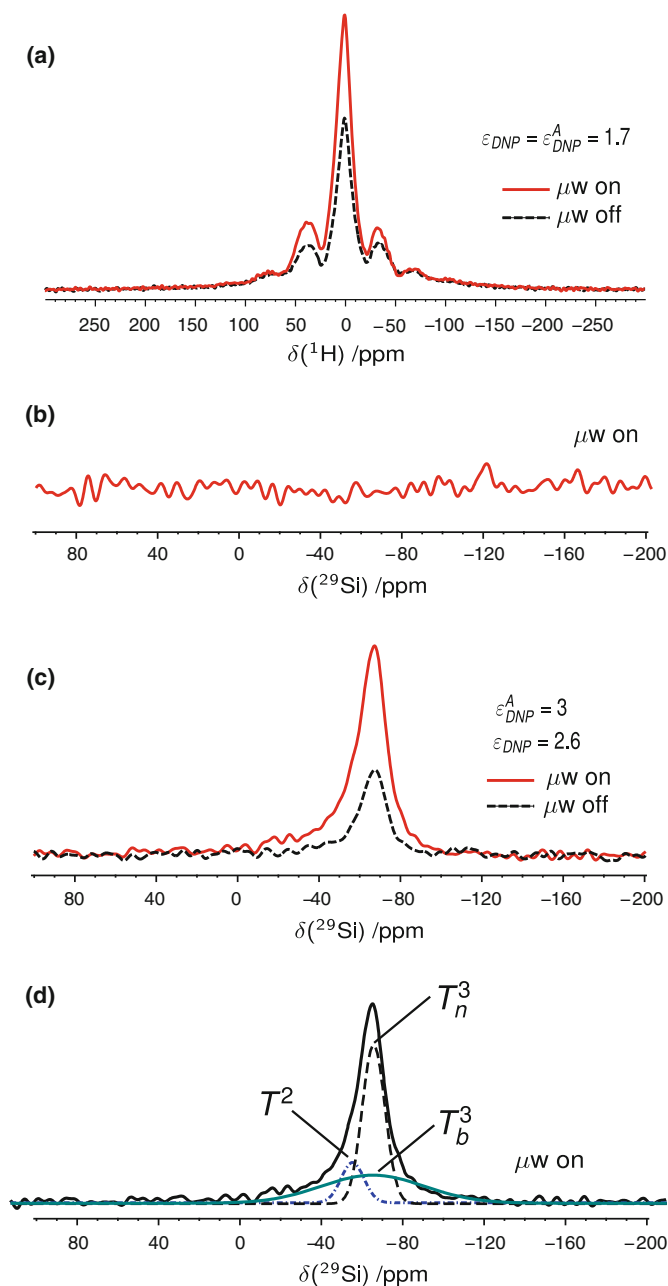 (a)
εDNP = ε^A_DNP = 1.7
μw on
μw off
250 200 150 100 50 0 −50 −100 −150 −200 −250
δ(¹H) /ppm
(b)
μw on
80 40 0 −40 −80 −120 −160 −200
δ(²⁹Si) /ppm
(c)
ε^A_DNP = 3
εDNP = 2.6
μw on
μw off
80 40 0 −40 −80 −120 −160 −200
δ(²⁹Si) /ppm
(d)
T³_n
T²
T³_b
μw on
80 40 0 −40 −80 −120 −160 −200
δ(²⁹Si) /ppm